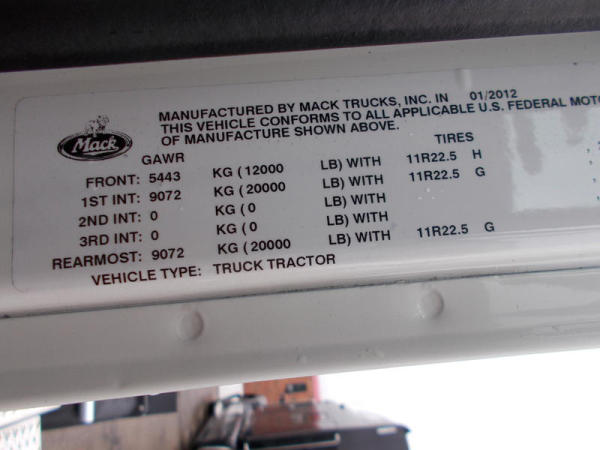 MANUFACTURED BY MACK TRUCKS, INC. IN 01/2012
THIS VEHICLE CONFORMS TO ALL APPLICABLE U.S. FEDERAL MOTO
OF MANUFACTURE SHOWN ABOVE.
Mack
GAWR TIRES
FRONT: 5443 KG ( 12000 LB) WITH 11R22.5 H
1ST INT: 9072 KG ( 20000 LB) WITH 11R22.5 G
2ND INT: 0 KG ( 0 LB) WITH
3RD INT: 0 KG ( 0 LB) WITH
REARMOST: 9072 KG ( 20000 LB) WITH 11R22.5 G
VEHICLE TYPE: TRUCK TRACTOR